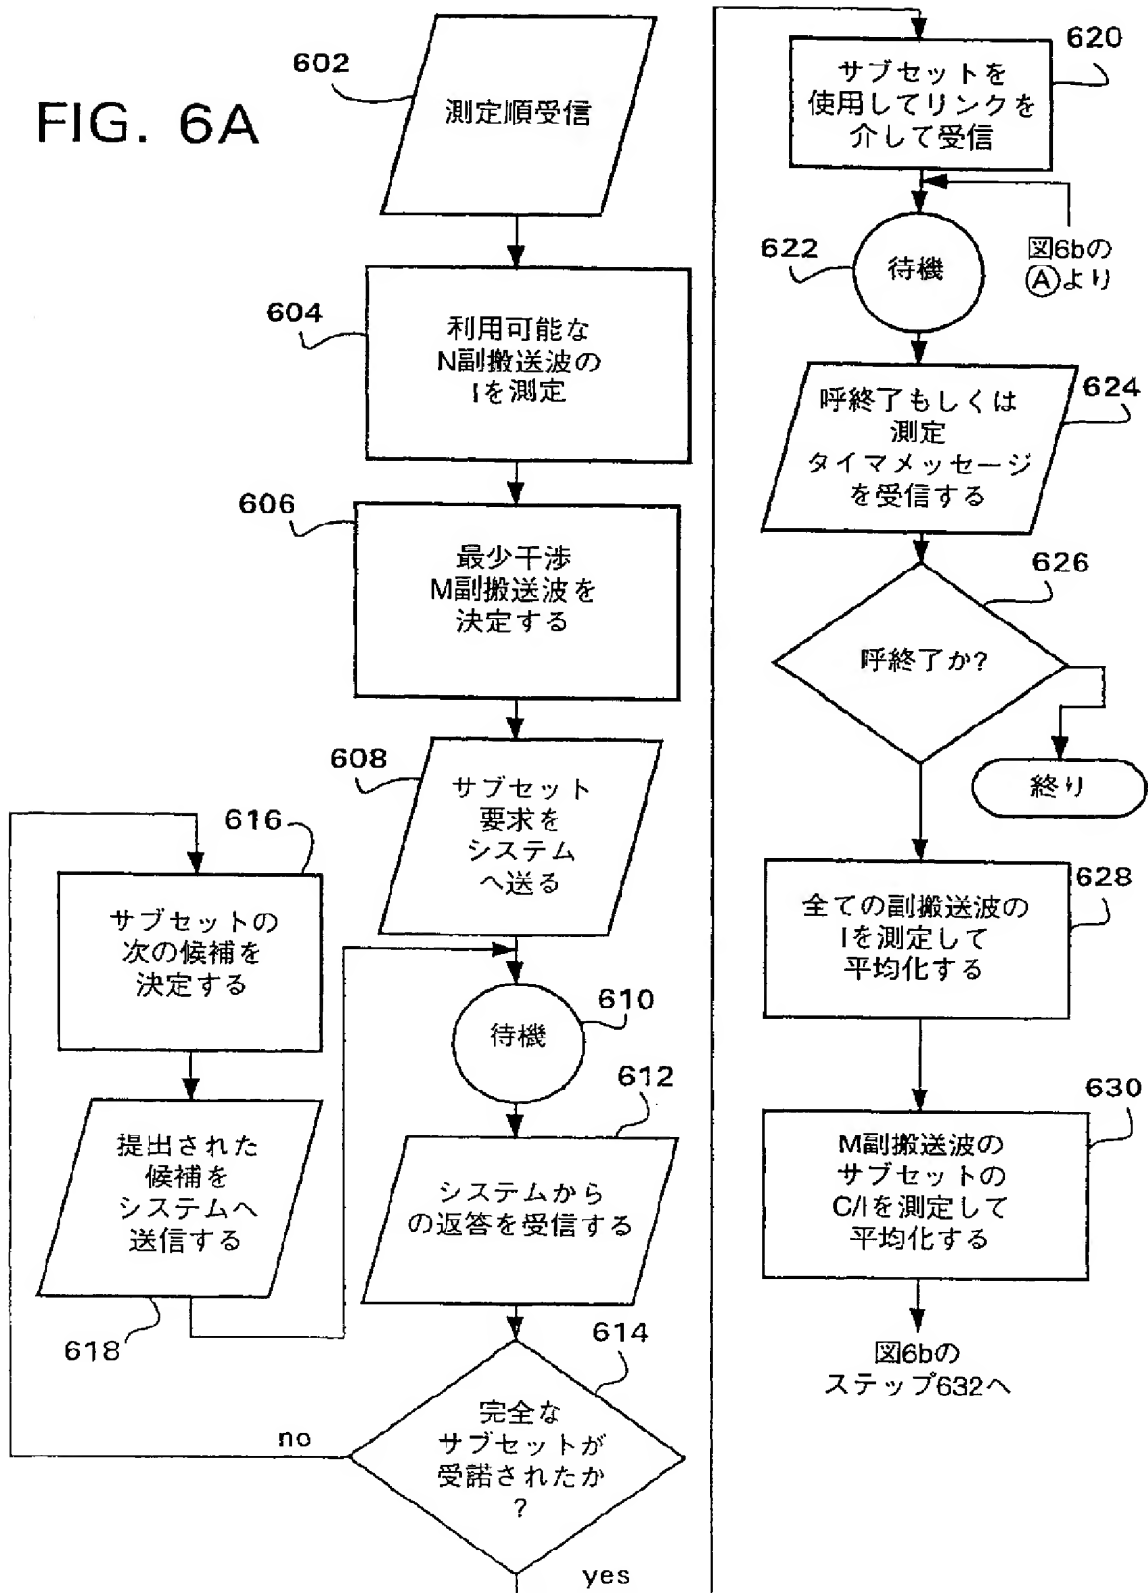 FIG. 6A
602
測定順受信
604
利用可能な
N副搬送波の
Iを測定
606
最少干渉
M副搬送波を
決定する
608
サブセット
要求を
システム
へ送る
616
サブセットの
次の候補を
決定する
610
待機
612
システムから
の返答を受信する
提出された
候補を
システムへ
送信する
618
614
完全な
サブセットが
受諾されたか
?
no
yes
620
サブセットを
使用してリンクを
介して受信
622
待機
図6bの
Ⓐより
624
呼終了もしくは
測定
タイマメッセージ
を受信する
626
呼終了か?
終り
628
全ての副搬送波の
Iを測定して
平均化する
630
M副搬送波の
サブセットの
C/Iを測定して
平均化する
図6bの
ステップ632へ